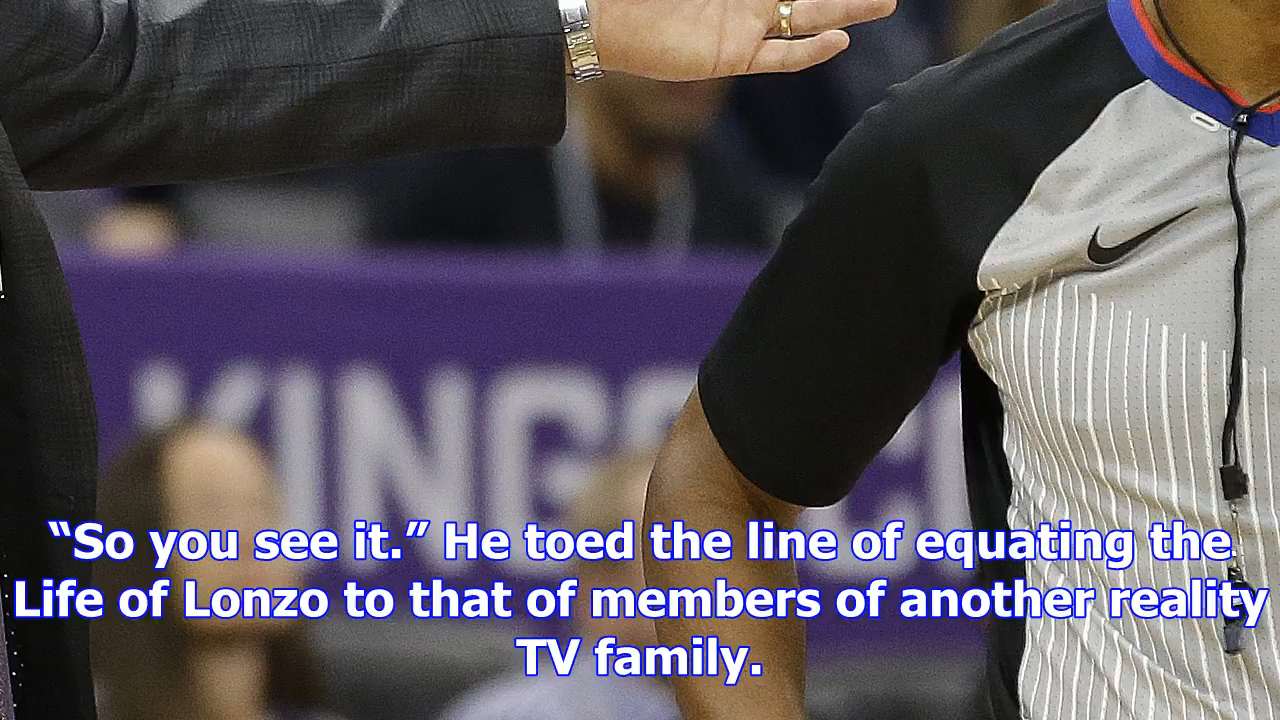 KINGS
“So you see it.” He toed the line of equating the
Life of Lonzo to that of members of another reality
TV family.